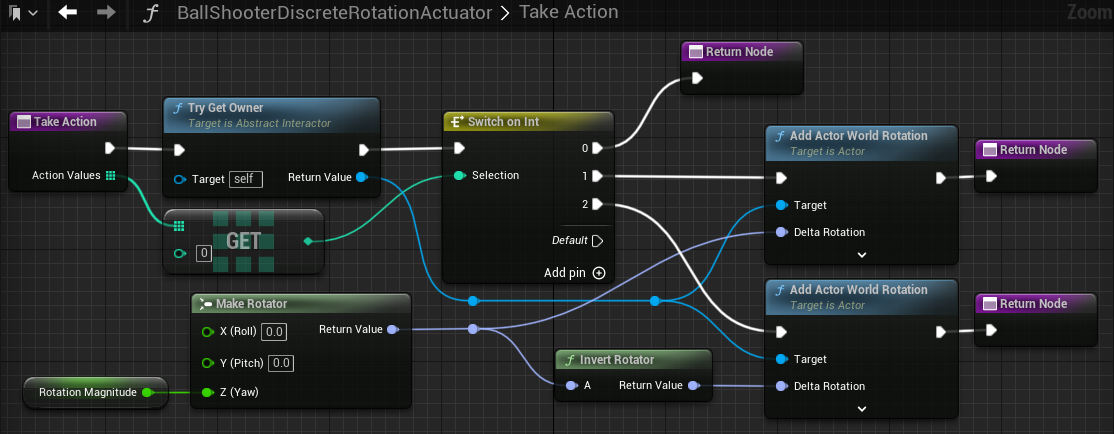 BallShooterDiscreteRotationActuator > Take Action
Zoom
Return Node
Take Action
Action Values
Try Get Owner
Target is Abstract Interactor
Target self
Return Value
GET
0
Switch on Int
Selection
0
1
2
Default
Add pin
Add Actor World Rotation
Target is Actor
Target
Delta Rotation
Return Node
Make Rotator
X (Roll) 0.0
Return Value
Y (Pitch) 0.0
Z (Yaw)
Rotation Magnitude
Invert Rotator
A
Return Value
Add Actor World Rotation
Target is Actor
Target
Delta Rotation
Return Node